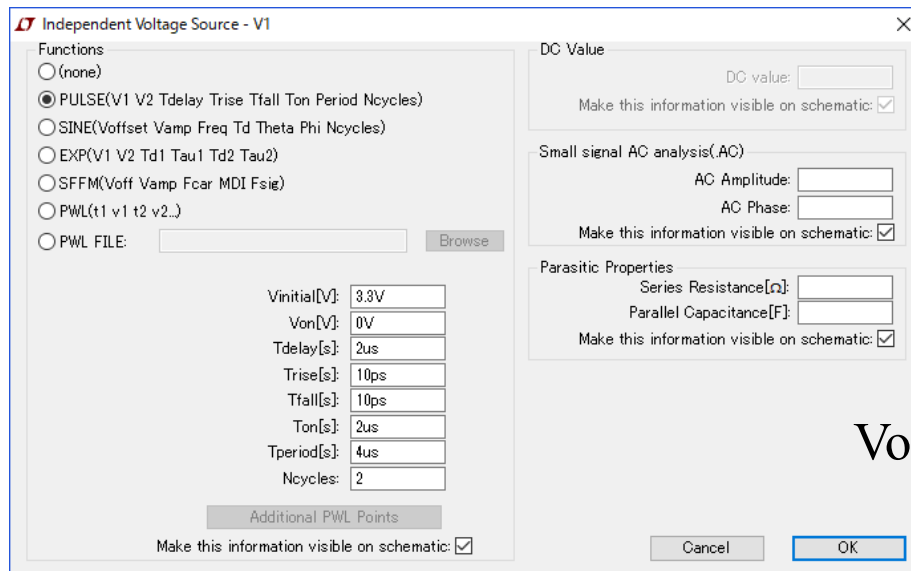 Independent Voltage Source - V1
Functions
(none)
PULSE(V1 V2 Tdelay Trise Tfall Ton Period Ncycles)
SINE(Voffset Vamp Freq Td Theta Phi Ncycles)
EXP(V1 V2 Td1 Tau1 Td2 Tau2)
SFFM(Voff Vamp Fcar MDI Fsig)
PWL(t1 v1 t2 v2...)
PWL FILE:
Browse
Vinitial[V]: 3.3V
Von[V]: 0V
Tdelay[s]: 2us
Trise[s]: 10ps
Tfall[s]: 10ps
Ton[s]: 2us
Tperiod[s]: 4us
Ncycles: 2
Additional PWL Points
Make this information visible on schematic:
DC Value
DC value:
Make this information visible on schematic:
Small signal AC analysis(.AC)
AC Amplitude:
AC Phase:
Make this information visible on schematic:
Parasitic Properties
Series Resistance[Ω]:
Parallel Capacitance[F]:
Make this information visible on schematic:
Vo
Cancel
OK